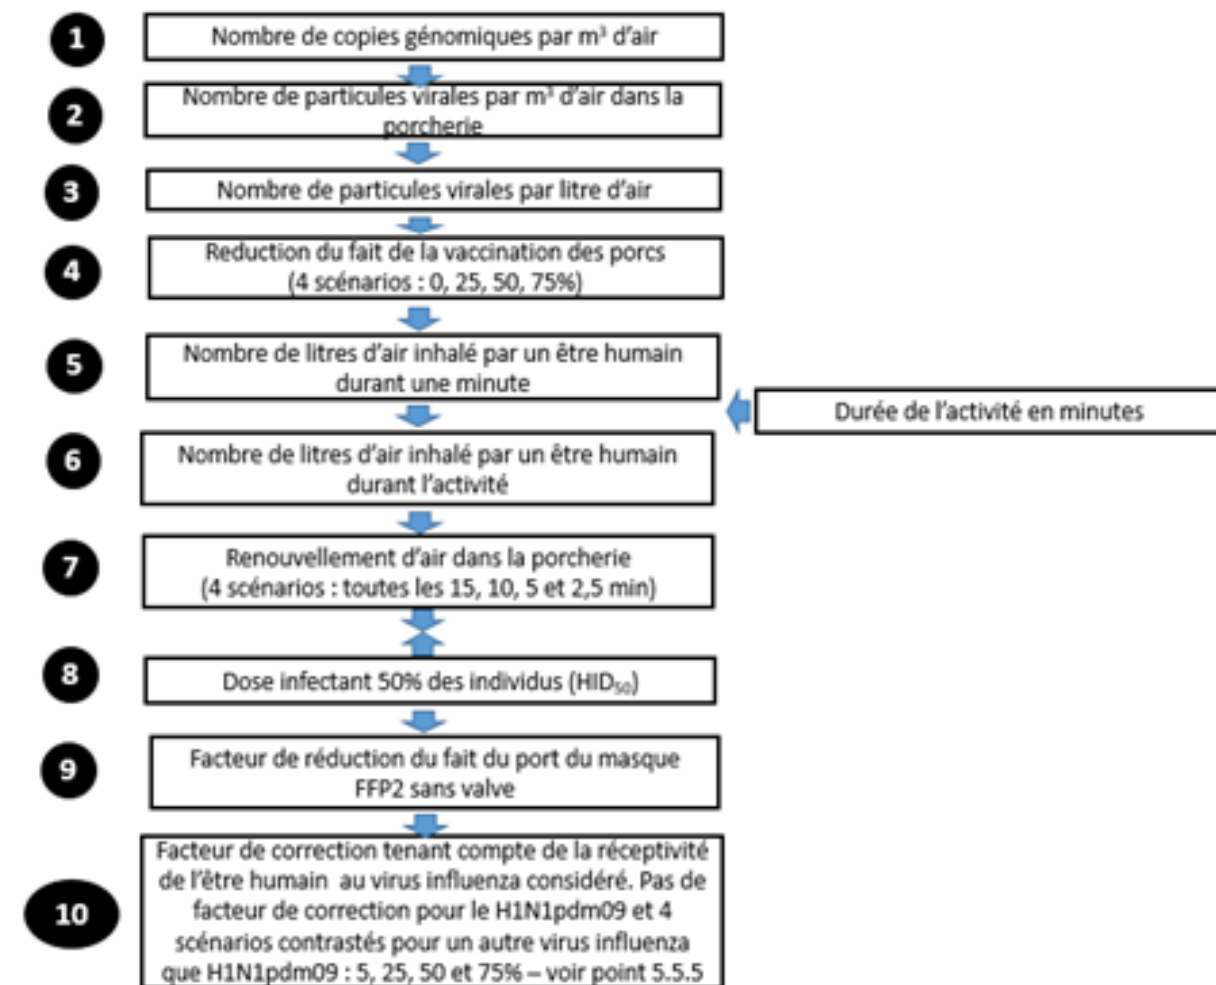 1
Nombre de copies génomiques par m³ d'air
2
Nombre de particules virales par m³ d'air dans la
porcherie
3
Nombre de particules virales par litre d'air
4
Reduction du fait de la vaccination des porcs
(4 scénarios : 0, 25, 50, 75%)
5
Nombre de litres d'air inhalé par un être humain
durant une minute
Durée de l'activité en minutes
6
Nombre de litres d'air inhalé par un être humain
durant l'activité
7
Renouvellement d'air dans la porcherie
(4 scénarios : toutes les 15, 10, 5 et 2,5 min)
8
Dose infectant 50% des individus (HID₅₀)
9
Facteur de réduction du fait du port du masque
FFP2 sans valve
10
Facteur de correction tenant compte de la réceptivité
de l'être humain au virus influenza considéré. Pas de
facteur de correction pour le H1N1pdm09 et 4
scénarios contrastés pour un autre virus influenza
que H1N1pdm09 : 5, 25, 50 et 75% – voir point 5.5.5